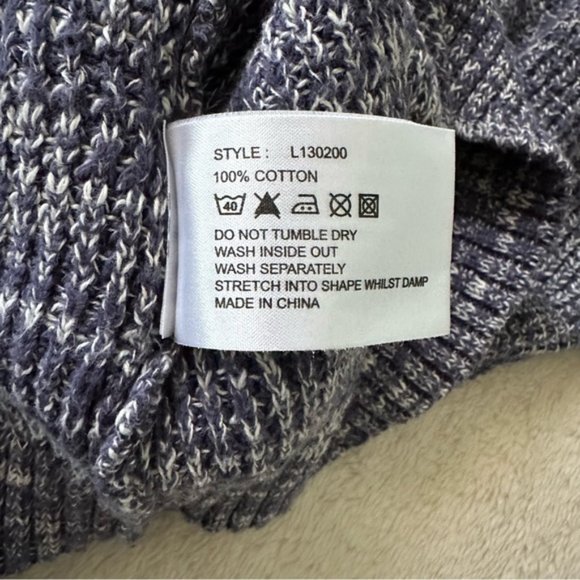 STYLE : L130200
100% COTTON
40
DO NOT TUMBLE DRY
WASH INSIDE OUT
WASH SEPARATELY
STRETCH INTO SHAPE WHILST DAMP
MADE IN CHINA